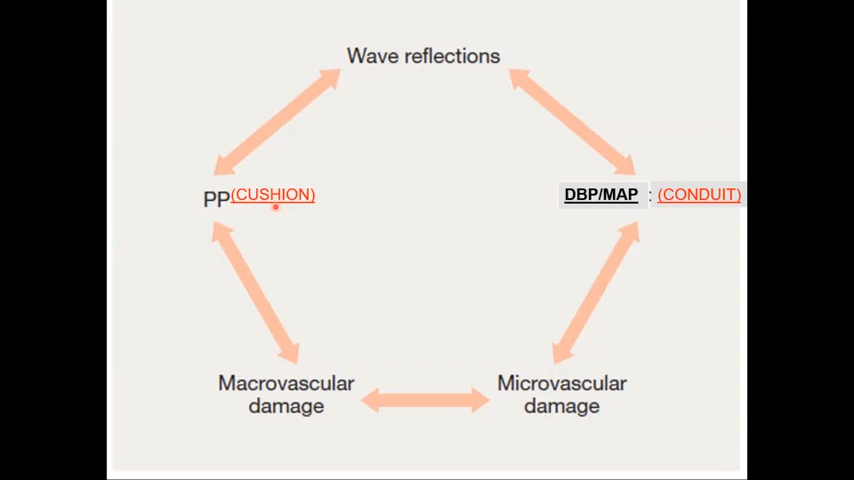 Wave reflections
PP(CUSHION)
DBP/MAP : (CONDUIT)
Macrovascular
damage
Microvascular
damage